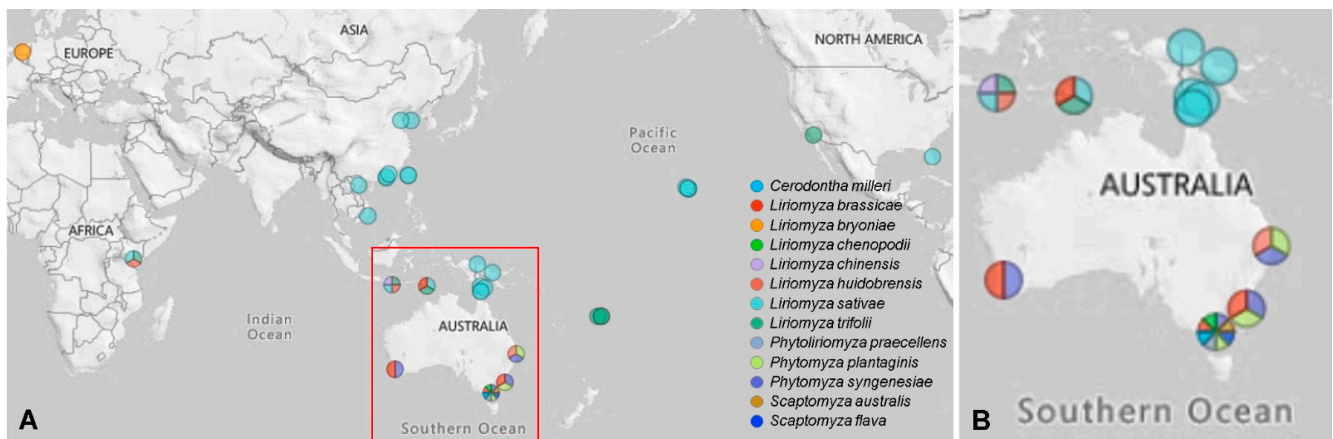 ASIA
NORTH AMERICA
EUROPE
Pacific
Ocean
AFRICA
Indian
Ocean
AUSTRALIA
Southern Ocean
A
Cerodontha milleri
Liriomyza brassicae
Liriomyza bryoniae
Liriomyza chenopodii
Liriomyza chinensis
Liriomyza huidobrensis
Liriomyza sativae
Liriomyza trifolii
Phytoliriomyza praecellens
Phytomyza plantaginis
Phytomyza syngenesiae
Scaptomyza australis
Scaptomyza flava
AUSTRALIA
Southern Ocean
B